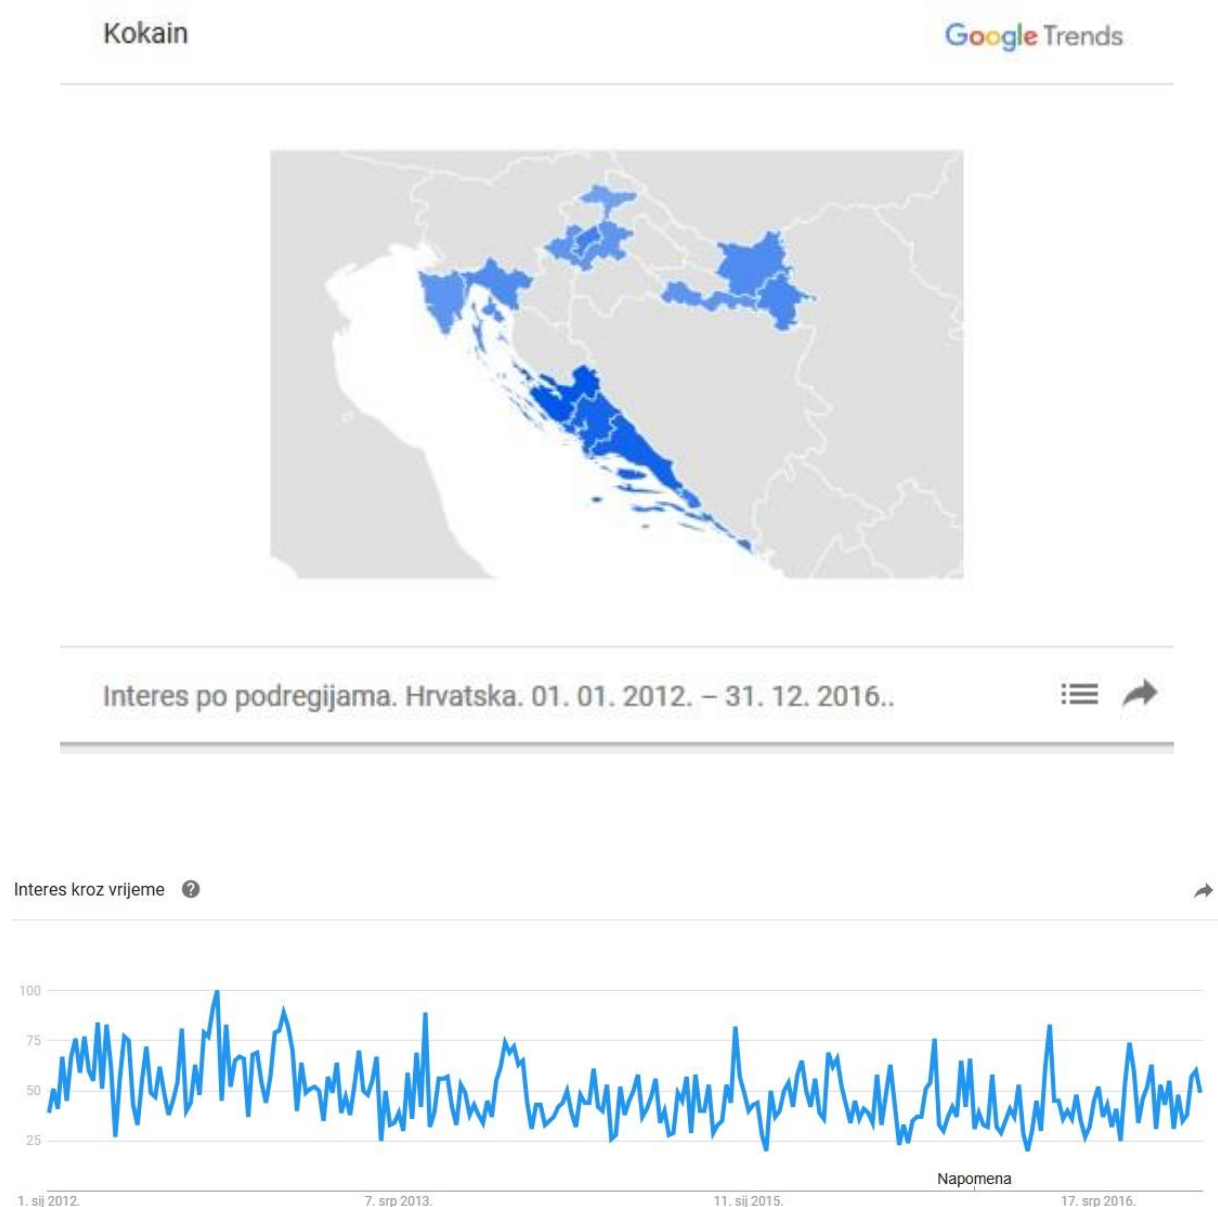 Kokain
Google Trends
Interes po podregijama. Hrvatska. 01. 01. 2012. – 31. 12. 2016..
Interes kroz vrijeme ?
100
75
50
25
Napomena
1. sij 2012. 7. srp 2013. 11. sij 2015. 17. srp 2016.